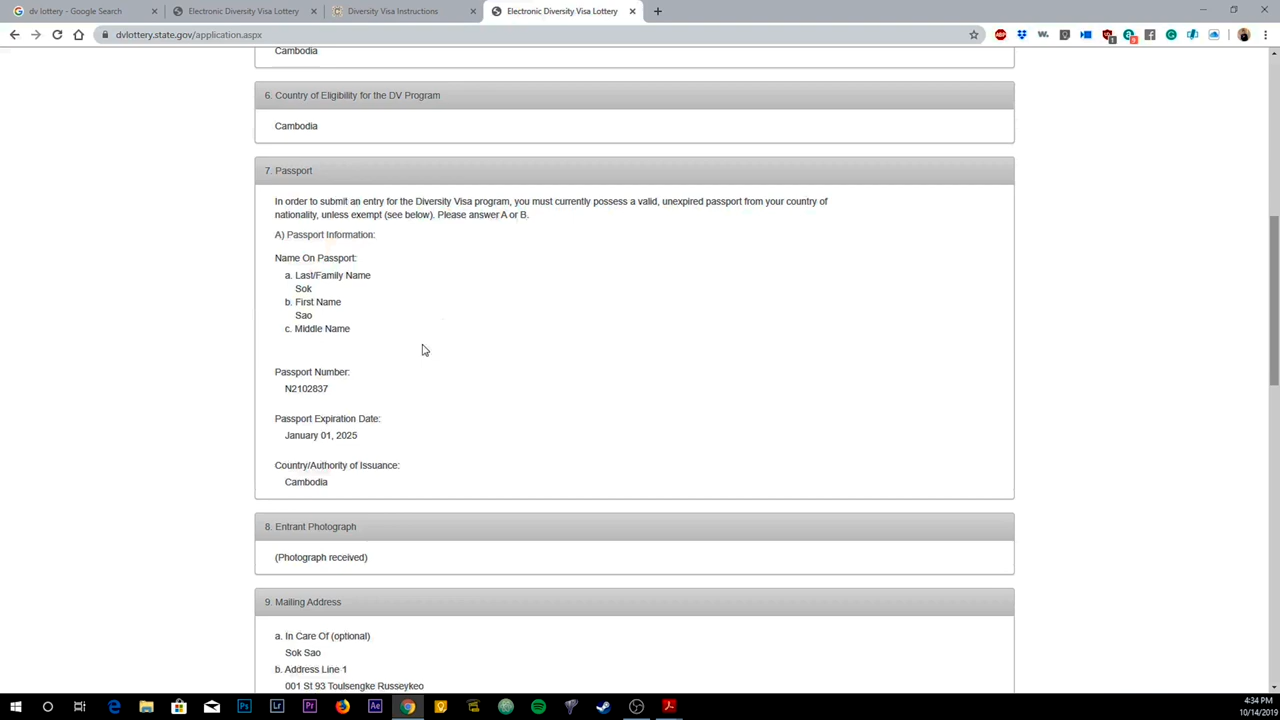 dv lottery - Google Search
Electronic Diversity Visa Lottery
Diversity Visa Instructions
Electronic Diversity Visa Lottery
dvlottery.state.gov/application.aspx
Cambodia
6. Country of Eligibility for the DV Program
Cambodia
7. Passport
In order to submit an entry for the Diversity Visa program, you must currently possess a valid, unexpired passport from your country of
nationality, unless exempt (see below). Please answer A or B.
A) Passport Information:
Name On Passport:
a. Last/Family Name
Sok
b. First Name
Sao
c. Middle Name
Passport Number:
N2102837
Passport Expiration Date:
January 01, 2025
Country/Authority of Issuance:
Cambodia
8. Entrant Photograph
(Photograph received)
9. Mailing Address
a. In Care Of (optional)
Sok Sao
b. Address Line 1
001 St 93 Toulsengke Russeykeo
4:34 PM
10/14/2019